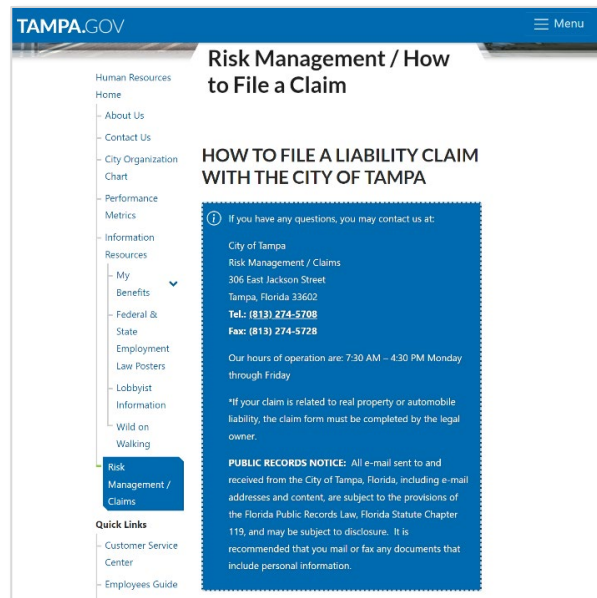 TAMPA.GOV
Menu
Risk Management / How
to File a Claim
Human Resources
Home
About Us
Contact Us
City Organization
Chart
Performance
Metrics
Information
Resources
My
Benefits
Federal &
State
Employment
Law Posters
Lobbyist
Information
Wild on
Walking
Risk
Management /
Claims
Quick Links
Customer Service
Center
Employees Guide
HOW TO FILE A LIABILITY CLAIM
WITH THE CITY OF TAMPA
If you have any questions, you may contact us at:
City of Tampa
Risk Management / Claims
306 East Jackson Street
Tampa, Florida 33602
Tel.: (813) 274-5708
Fax: (813) 274-5728
Our hours of operation are: 7:30 AM – 4:30 PM Monday
through Friday
*If your claim is related to real property or automobile
liability, the claim form must be completed by the legal
owner.
PUBLIC RECORDS NOTICE: All e-mail sent to and
received from the City of Tampa, Florida, including e-mail
addresses and content, are subject to the provisions of
the Florida Public Records Law, Florida Statute Chapter
119, and may be subject to disclosure. It is
recommended that you mail or fax any documents that
include personal information.